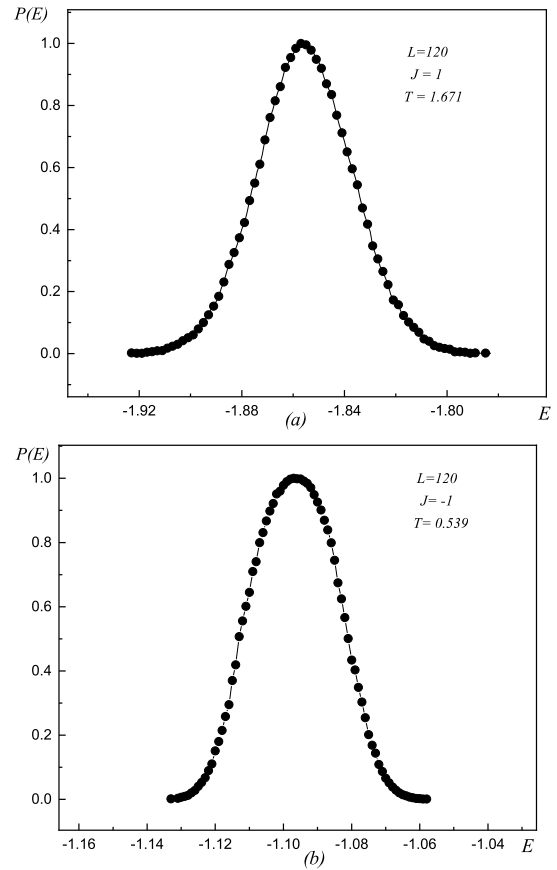 P(E)
1.0
L=120
J = 1
T = 1.671
0.8
0.6
0.4
0.2
0.0
-1.92 -1.88 -1.84 -1.80 E
(a)
P(E)
1.0
L=120
J= -1
T= 0.539
0.8
0.6
0.4
0.2
0.0
-1.16 -1.14 -1.12 -1.10 -1.08 -1.06 -1.04 E
(b)